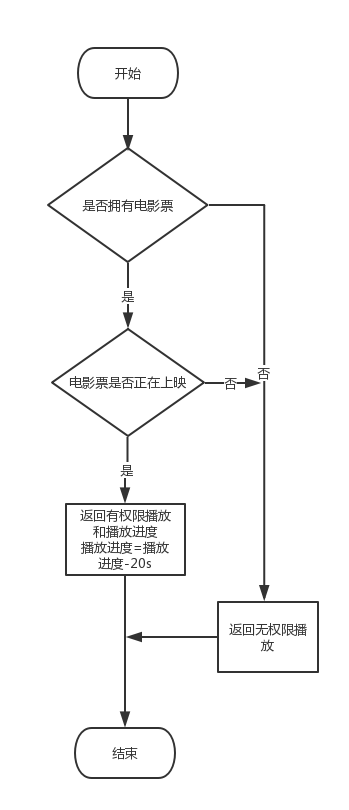 开始
是否拥有电影票
是
电影票是否正在上映
否
否
是
返回有权限播放
和播放进度
播放进度=播放
进度-20s
返回无权限播
放
结束